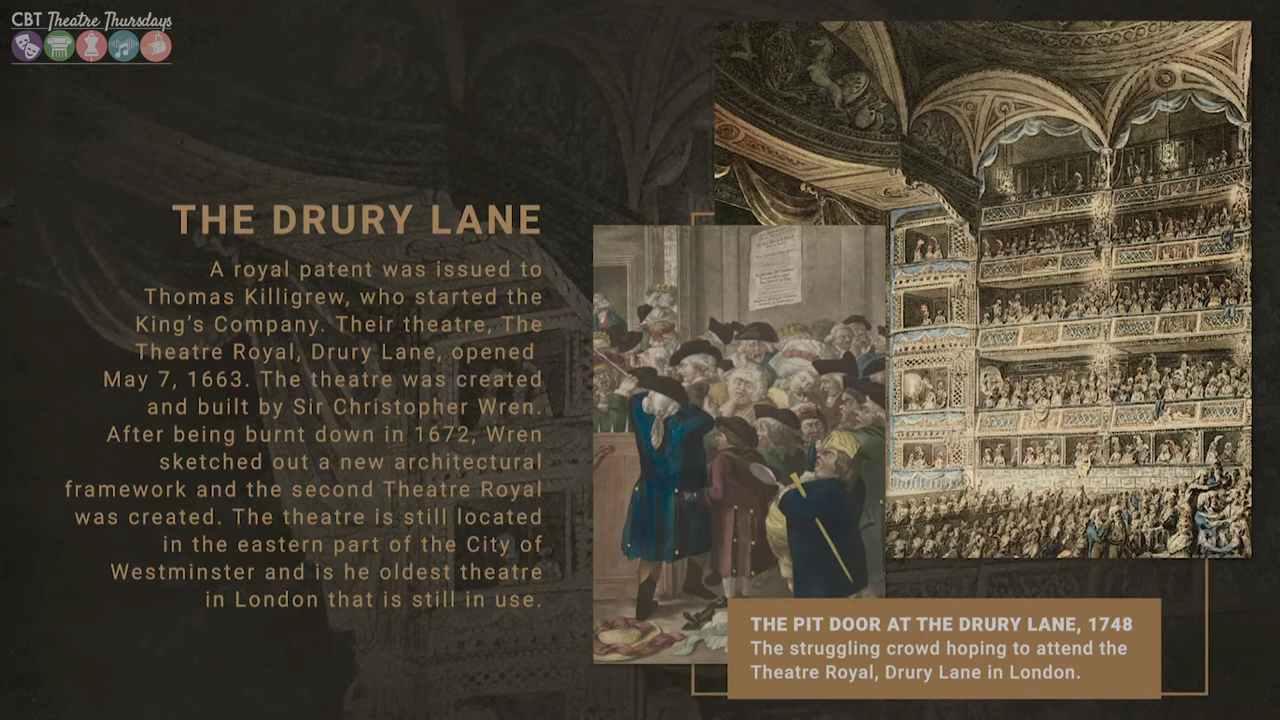 CBT Theatre Thursdays
THE DRURY LANE
A royal patent was issued to
Thomas Killigrew, who started the
King's Company. Their theatre, The
Theatre Royal, Drury Lane, opened
May 7, 1663. The theatre was created
and built by Sir Christopher Wren.
After being burnt down in 1672, Wren
sketched out a new architectural
framework and the second Theatre Royal
was created. The theatre is still located
in the eastern part of the City of
Westminster and is he oldest theatre
in London that is still in use.
THE PIT DOOR AT THE DRURY LANE, 1748
The struggling crowd hoping to attend the
Theatre Royal, Drury Lane in London.